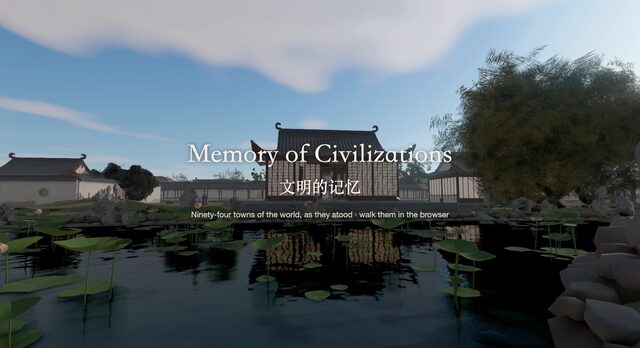 Memory of Civilizations
文明的记忆
Ninety-four towns of the world, as they stood · walk them in the browser